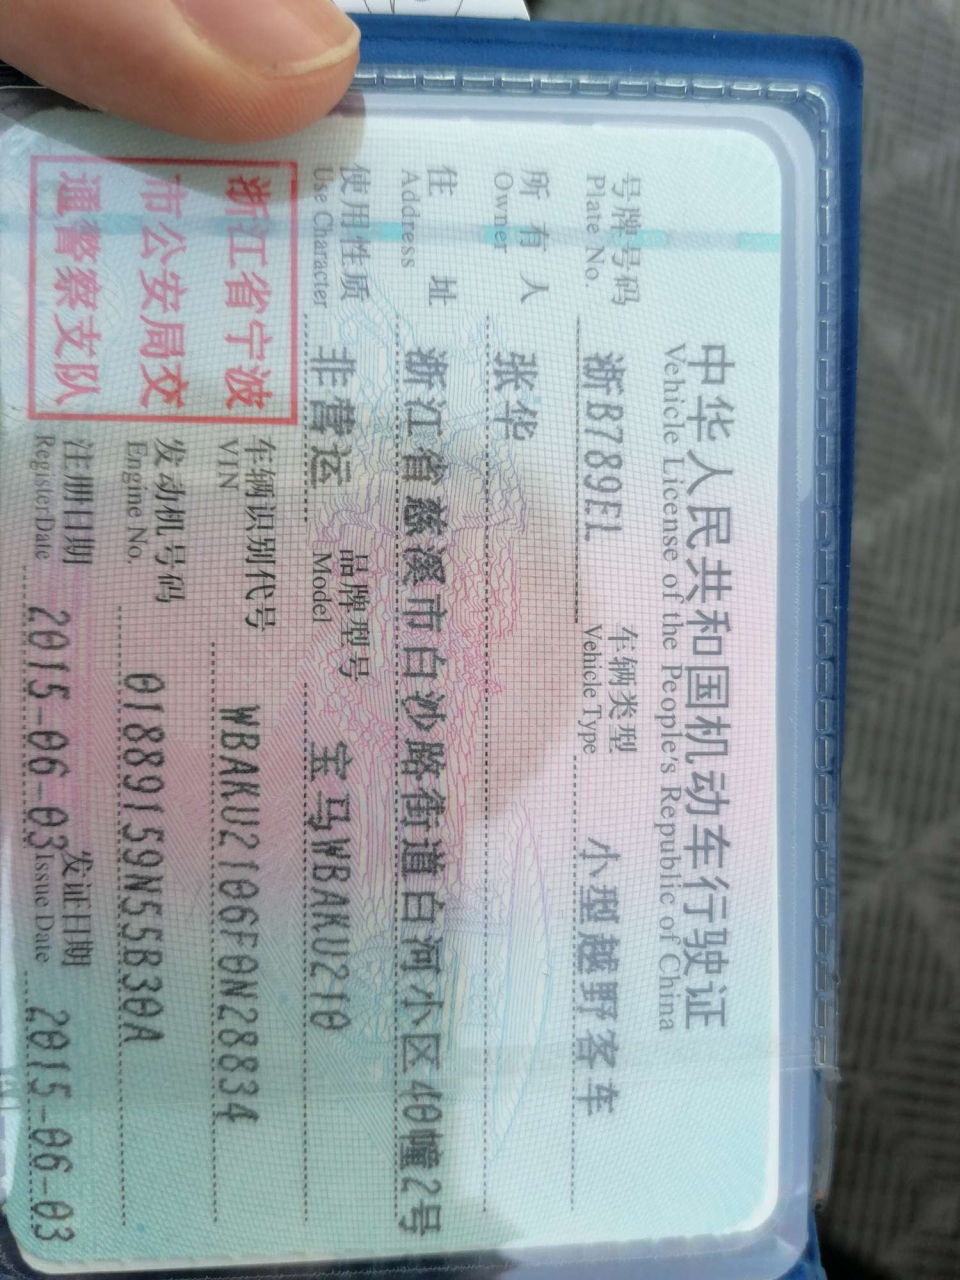 中华人民共和国机动车行驶证
Vehicle License of the People's Republic of China
号牌号码 浙B789EL 车辆类型 小型越野客车
Plate No. Vehicle Type
所有人 张华
Owner
住址 浙江省慈溪市白沙路街道白河小区40幢2号
Address
使用性质 非营运 品牌型号 宝马WBAKU210
Use Character Model
浙江省宁波
市公安局交
通警察支队
车辆识别代号 WBAKU2106F0N28834
VIN
发动机号码 01889159N55B30A
Engine No.
注册日期 2015-06-03 发证日期 2015-06-03
Register Date Issue Date